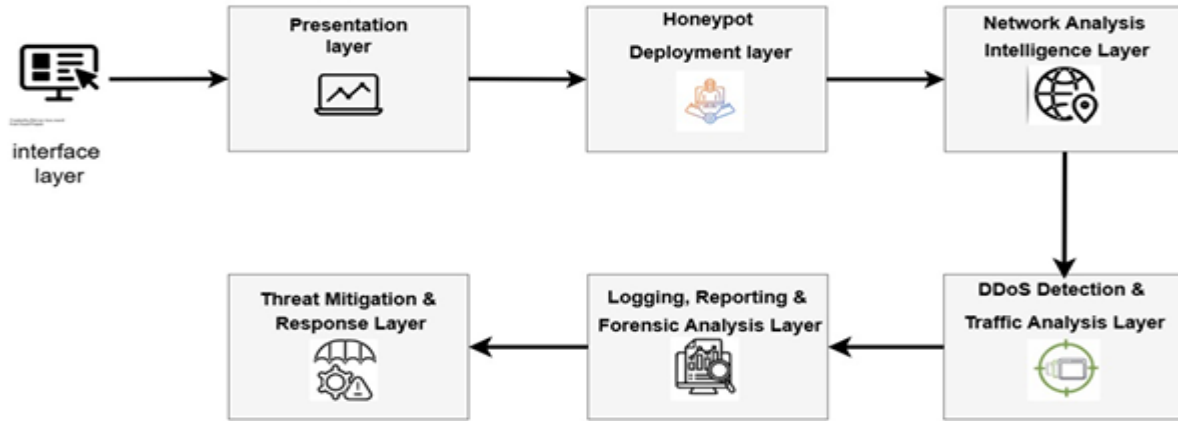 Presentation
layer
Honeypot
Deployment layer
Network Analysis
Intelligence Layer
interface
layer
Threat Mitigation &
Response Layer
Logging, Reporting &
Forensic Analysis Layer
DDoS Detection &
Traffic Analysis Layer